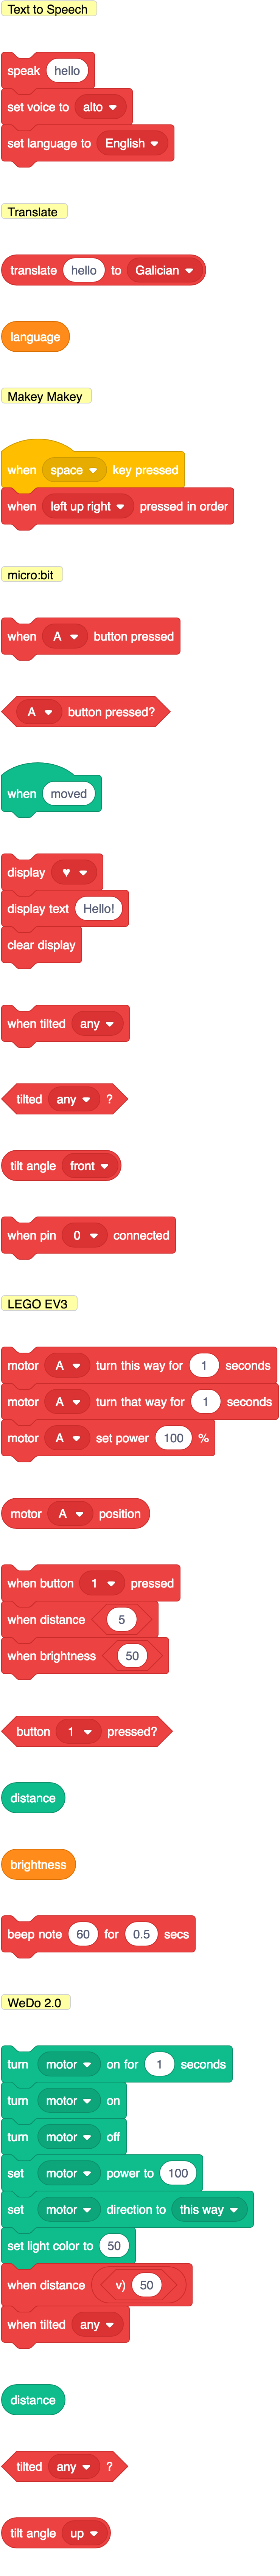 Text to Speech
speak hello
set voice to alto
set language to English
Translate
translate hello to Galician
language
Makey Makey
when space key pressed
when left up right pressed in order
micro:bit
when A button pressed
A button pressed?
when moved
display ♥
display text Hello!
clear display
when tilted any
tilted any ?
tilt angle front
when pin 0 connected
LEGO EV3
motor A turn this way for 1 seconds
motor A turn that way for 1 seconds
motor A set power 100 %
motor A position
when button 1 pressed
when distance 5
when brightness 50
button 1 pressed?
distance
brightness
beep note 60 for 0.5 secs
WeDo 2.0
turn motor on for 1 seconds
turn motor on
turn motor off
set motor power to 100
set motor direction to this way
set light color to 50
when distance v) 50
when tilted any
distance
tilted any ?
tilt angle up